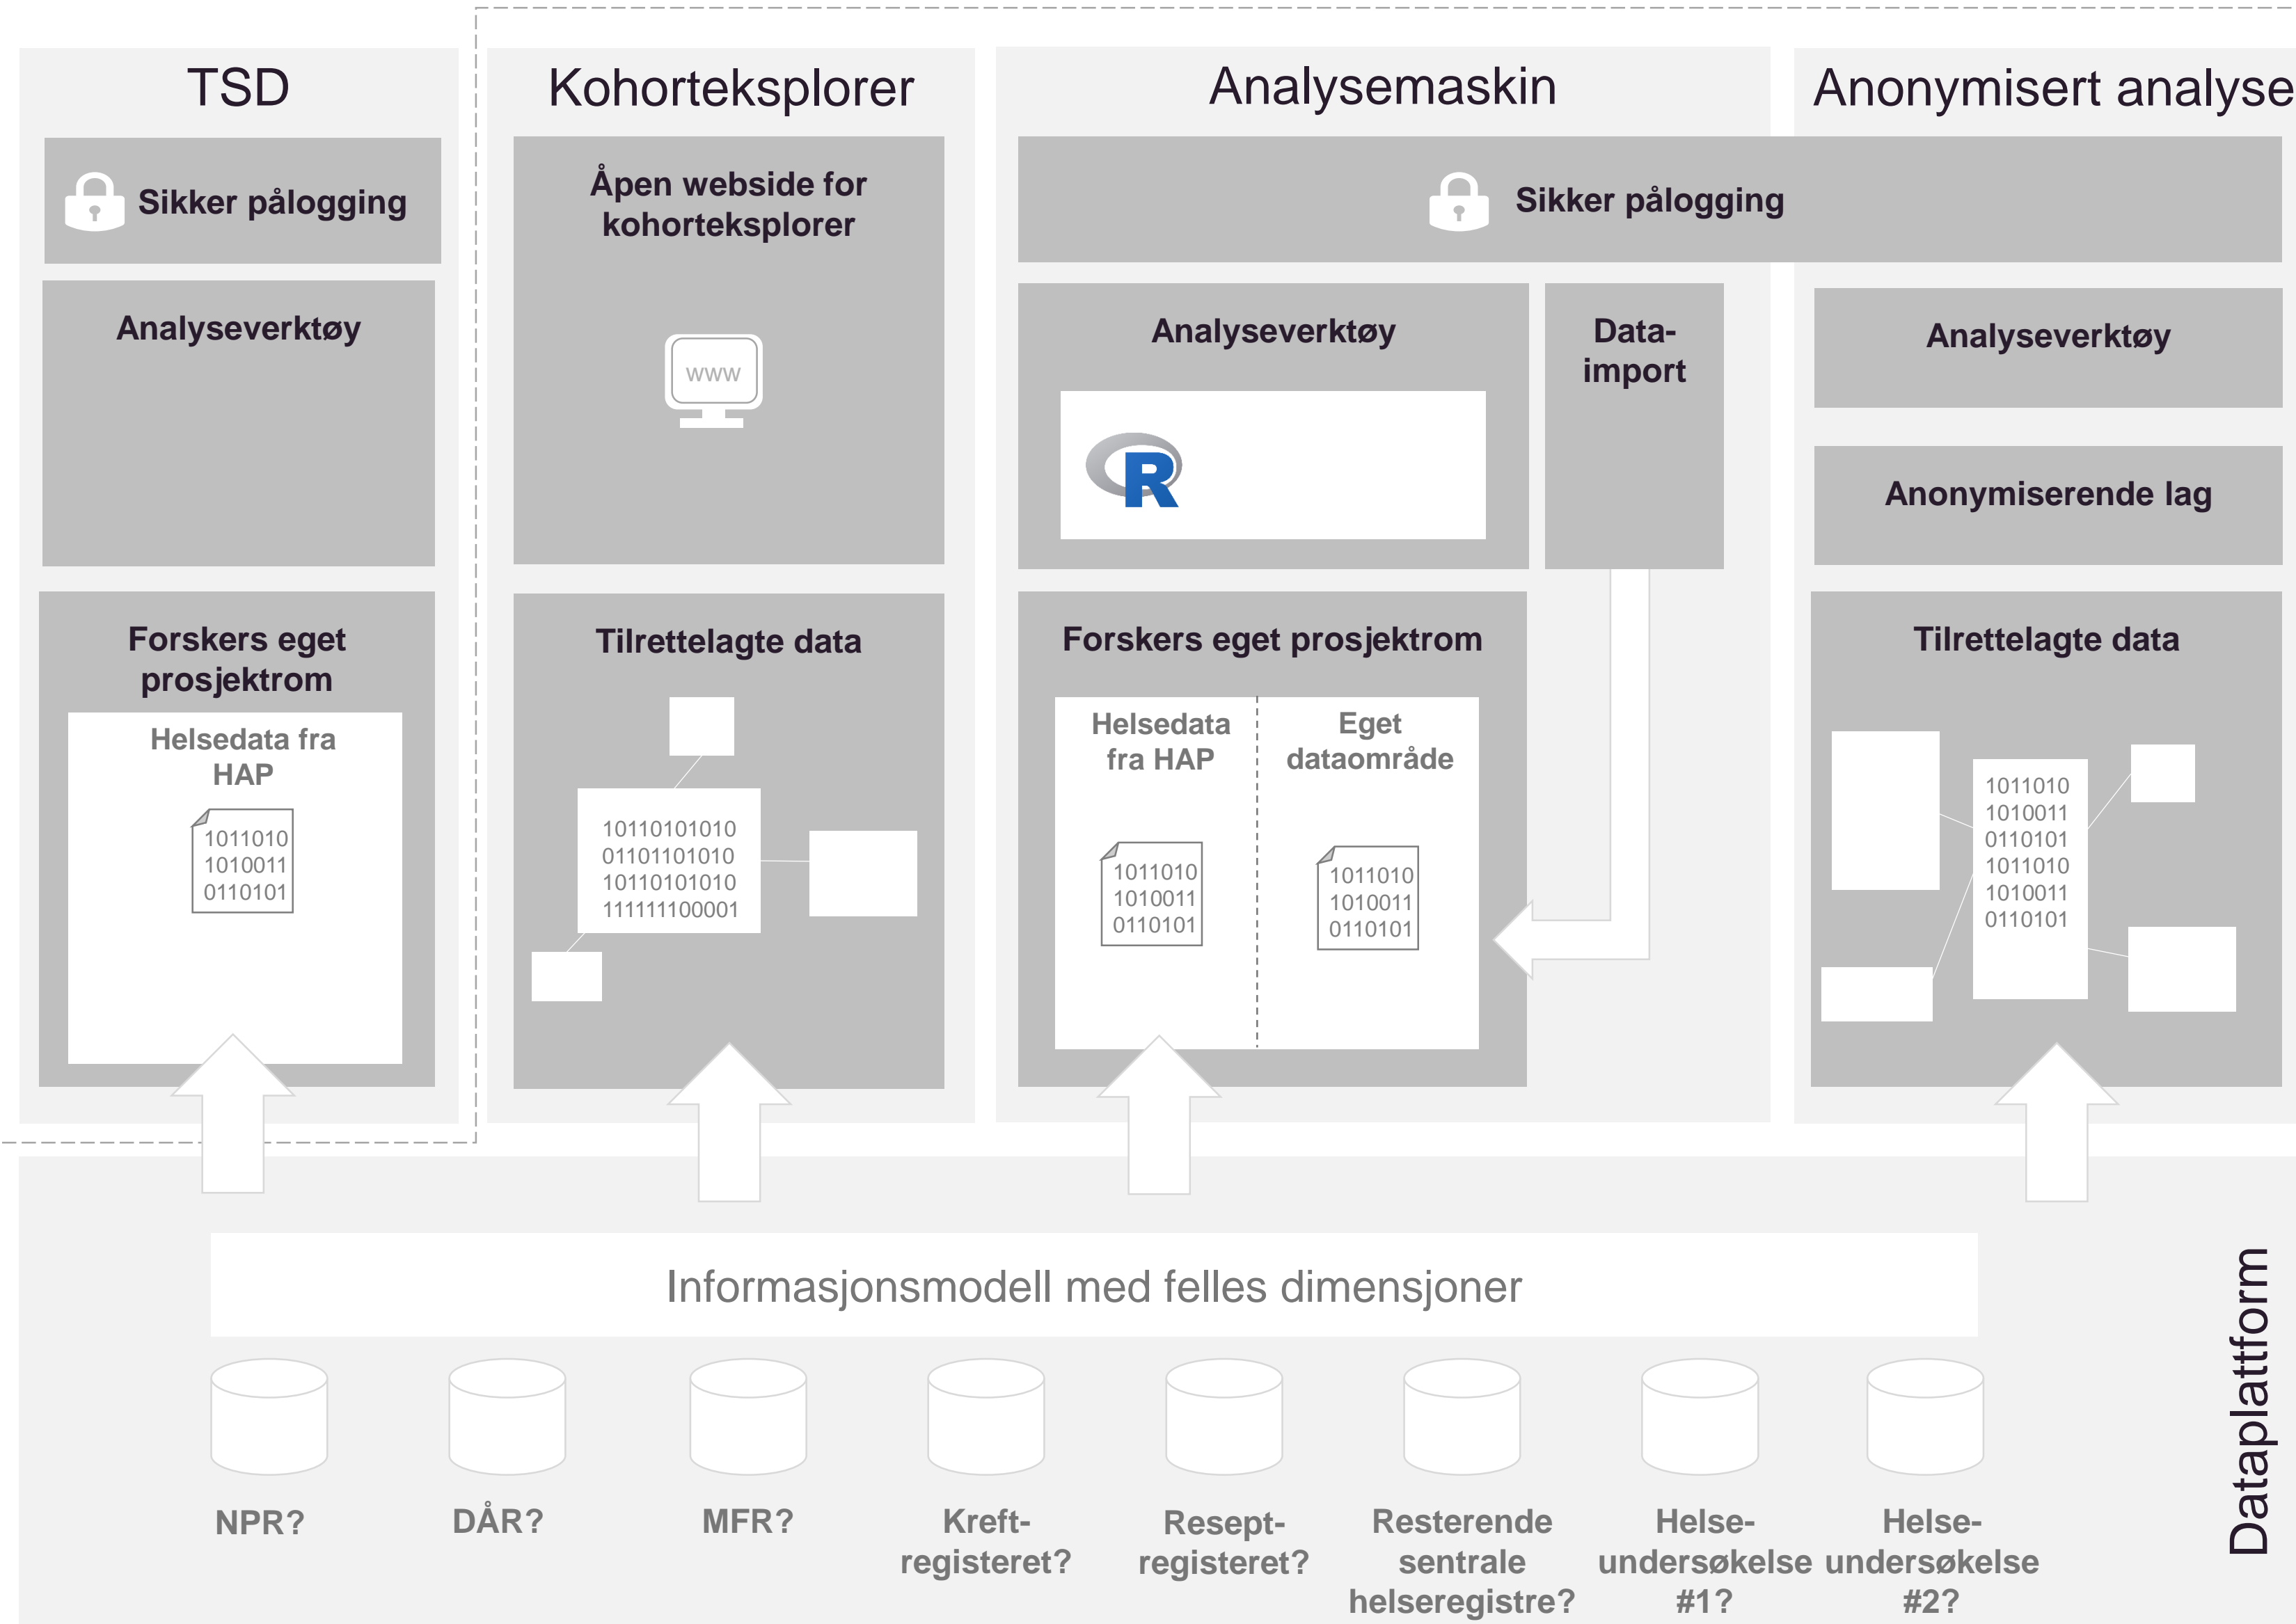 TSD
Sikker pålogging
Analyseverktøy
Forskers eget
prosjektrom
Helsedata fra
HAP
1011010
1010011
0110101
Kohorteksplorer
Åpen webside for
kohorteksplorer
www
Tilrettelagte data
10110101010
01101101010
10110101010
111111100001
Analysemaskin
Sikker pålogging
Analyseverktøy
R
Data-
import
Forskers eget prosjektrom
Helsedata
fra HAP
1011010
1010011
0110101
Eget
dataområde
1011010
1010011
0110101
Anonymisert analyse
Analyseverktøy
Anonymiserende lag
Tilrettelagte data
1011010
1010011
0110101
1011010
1010011
0110101
Informasjonsmodell med felles dimensjoner
NPR?
DÅR?
MFR?
Kreft-
registeret?
Resept-
registeret?
Resterende
sentrale
helseregistre?
Helse-
undersøkelse
#1?
Helse-
undersøkelse
#2?
Dataplattform